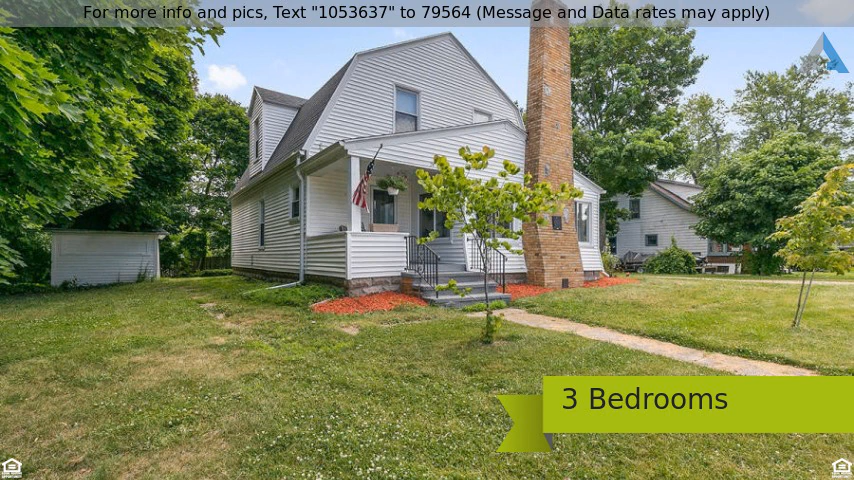 For more info and pics, Text "1053637" to 79564 (Message and Data rates may apply)
3 Bedrooms